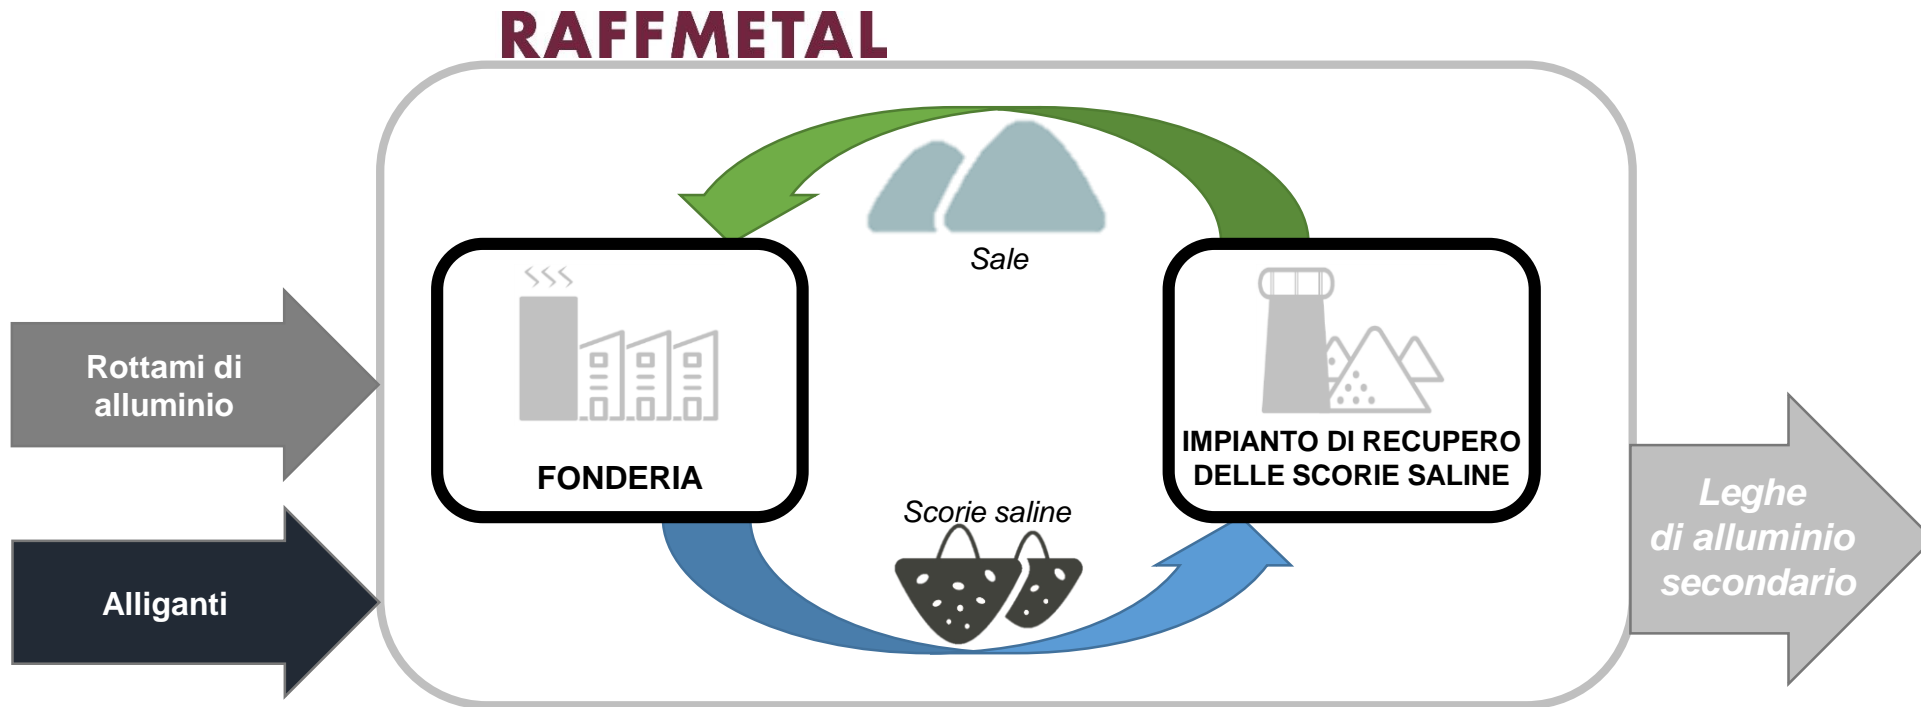 RAFFMETAL
Sale
Rottami di
alluminio
FONDERIA
IMPIANTO DI RECUPERO
DELLE SCORIE SALINE
Scorie saline
Alliganti
Leghe
di alluminio
secondario